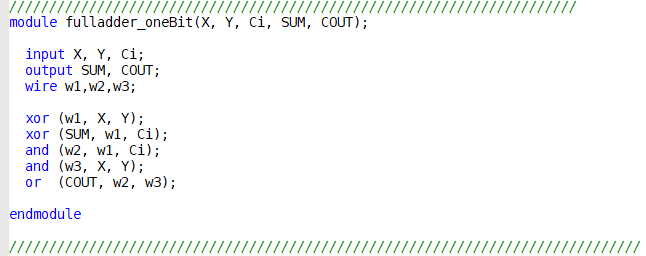 ///////////////////////////////////////////////////////////////////////
module fulladder_oneBit(X, Y, Ci, SUM, COUT);
input X, Y, Ci;
output SUM, COUT;
wire w1,w2,w3;
xor (w1, X, Y);
xor (SUM, w1, Ci);
and (w2, w1, Ci);
and (w3, X, Y);
or  (COUT, w2, w3);
endmodule
///////////////////////////////////////////////////////////////////////////////